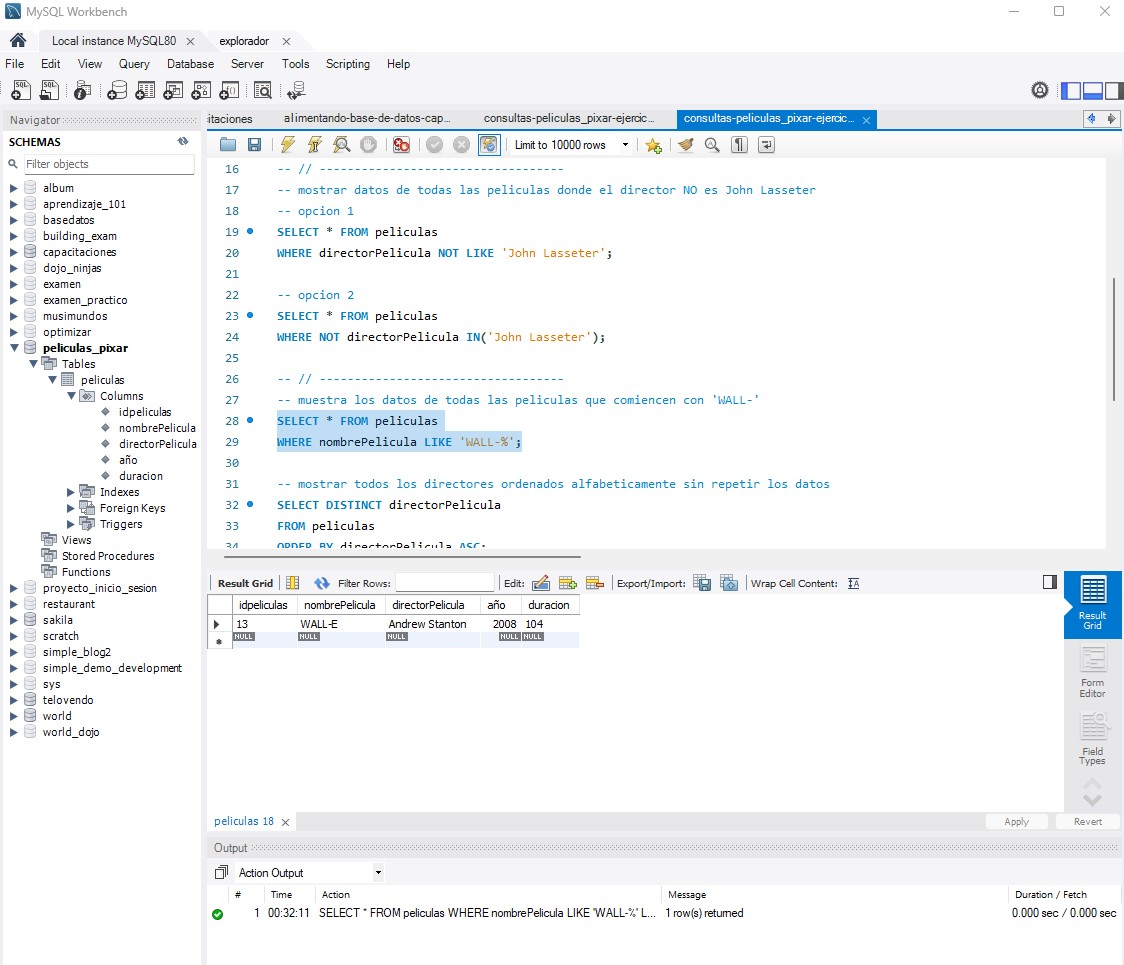 MySQL Workbench
Local instance MySQL80
explorador
File Edit View Query Database Server Tools Scripting Help
Navigator
itaciones
alimentando-base-de-datos-cap...
consultas-peliculas_pixar-ejercic...
consultas-peliculas_pixar-ejercic...
SCHEMAS
Filter objects
album
aprendizaje_101
basedatos
building_exam
capacitaciones
dojo_ninjas
examen
examen_practico
musimundos
optimizar
peliculas_pixar
Tables
peliculas
Columns
idpeliculas
nombrePelicula
directorPelicula
año
duracion
Indexes
Foreign Keys
Triggers
Views
Stored Procedures
Functions
proyecto_inicio_sesion
restaurant
sakila
scratch
simple_blog2
simple_demo_development
sys
telovendo
world
world_dojo
Limit to 10000 rows
16 -- // -----------------------------------
17 -- mostrar datos de todas las peliculas donde el director NO es John Lasseter
18 -- opcion 1
19 SELECT * FROM peliculas
20 WHERE directorPelicula NOT LIKE 'John Lasseter';
21
22 -- opcion 2
23 SELECT * FROM peliculas
24 WHERE NOT directorPelicula IN('John Lasseter');
25
26 -- // -----------------------------------
27 -- muestra los datos de todas las peliculas que comiencen con 'WALL-'
28 SELECT * FROM peliculas
29 WHERE nombrePelicula LIKE 'WALL-%';
30
31 -- mostrar todos los directores ordenados alfabeticamente sin repetir los datos
32 SELECT DISTINCT directorPelicula
33 FROM peliculas
34 ORDER BY directorPelicula ASC;
Result Grid Filter Rows: Edit: Export/Import: Wrap Cell Content:
idpeliculas nombrePelicula directorPelicula año duracion
13 WALL-E Andrew Stanton 2008 104
NULL NULL NULL NULL NULL
Result Grid
Form Editor
Field Types
peliculas 18
Apply Revert
Output
Action Output
# Time Action Message Duration / Fetch
1 00:32:11 SELECT * FROM peliculas WHERE nombrePelicula LIKE 'WALL-%' L... 1 row(s) returned 0.000 sec / 0.000 sec